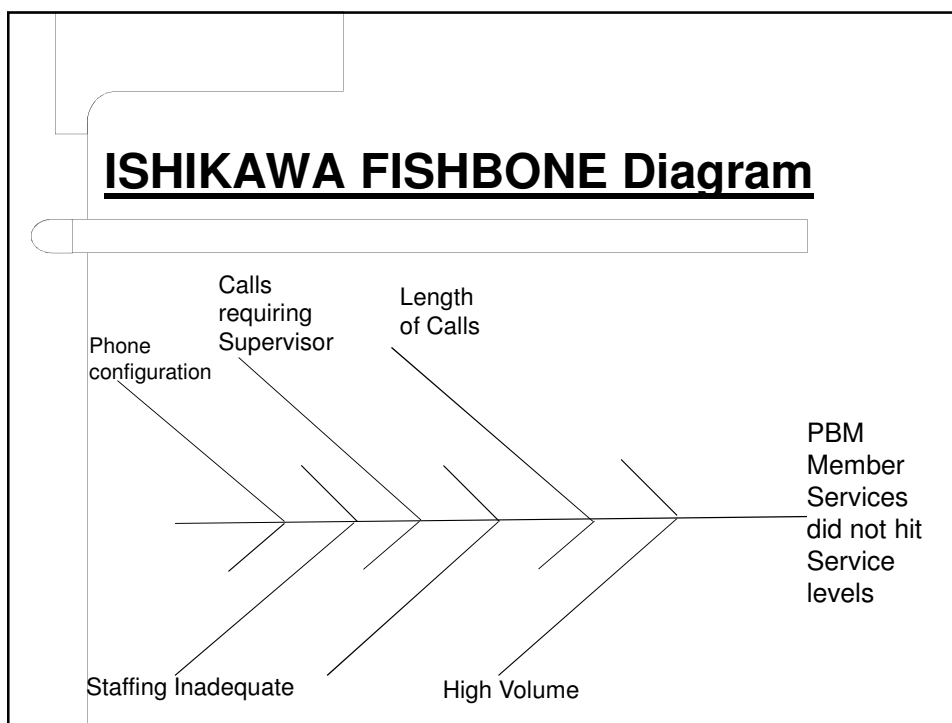 ISHIKAWA FISHBONE Diagram
Calls
requiring
Supervisor
Length
of Calls
Phone
configuration
PBM
Member
Services
did not hit
Service
levels
Staffing Inadequate
High Volume